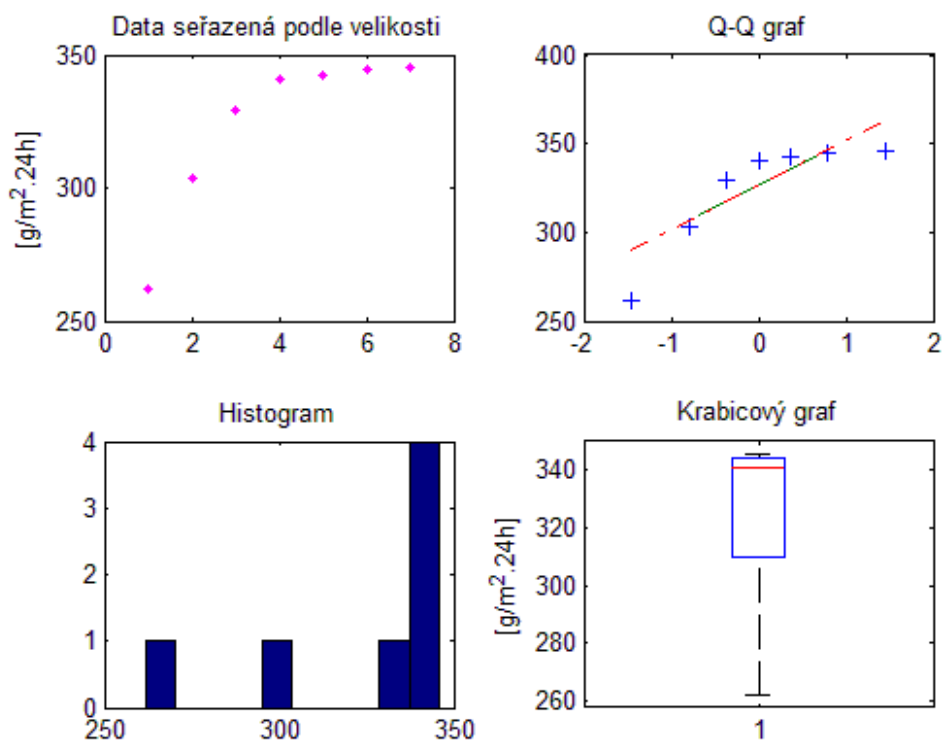 Data seřazená podle velikosti
[g/m².24h]
350
300
250
0 2 4 6 8
Q-Q graf
400
350
300
250
-2 -1 0 1 2
Histogram
4
3
2
1
0
250 300 350
Krabicový graf
[g/m².24h]
340
320
300
280
260
1